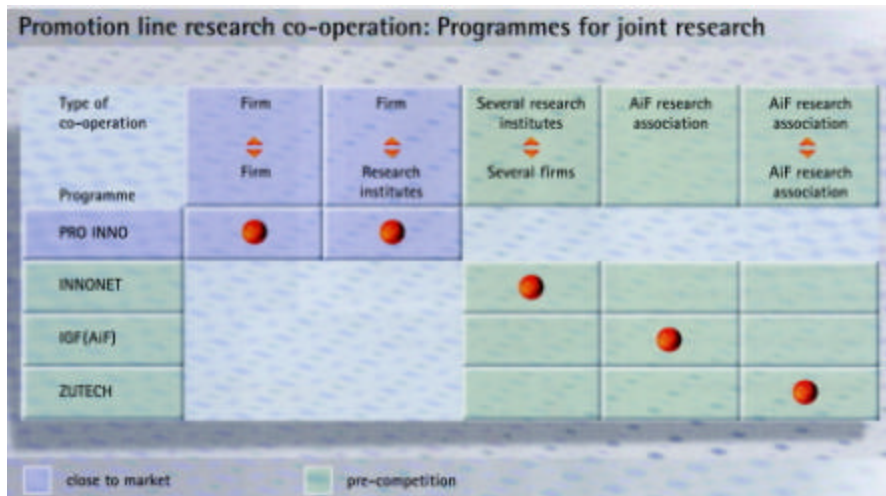 Promotion line research co-operation: Programmes for joint research
Type of
co-operation
Programme
Firm
Firm
Firm
Research
institutes
Several research
institutes
Several firms
AiF research
association
AiF research
association
AiF research
association
PRO INNO
INNONET
IGF(AiF)
ZUTECH
close to market
pre-competition